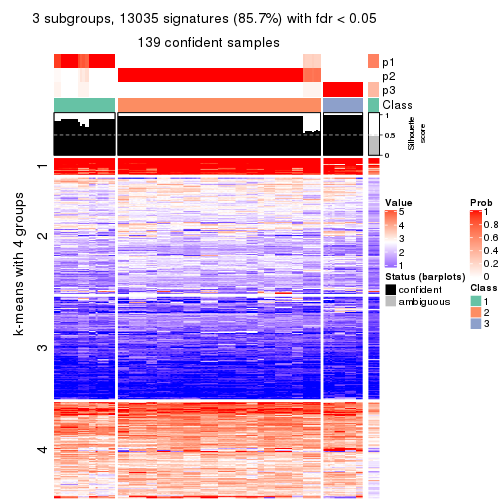 3 subgroups, 13035 signatures (85.7%) with fdr < 0.05
139 confident samples
p1
p2
p3
Class
1
0.5
0
Silhouette
score
k-means with 4 groups
1
2
3
4
Value
5
4
3
2
1
Status (barplots)
confident
ambiguous
Prob
1
0.8
0.6
0.4
0.2
0
Class
1
2
3